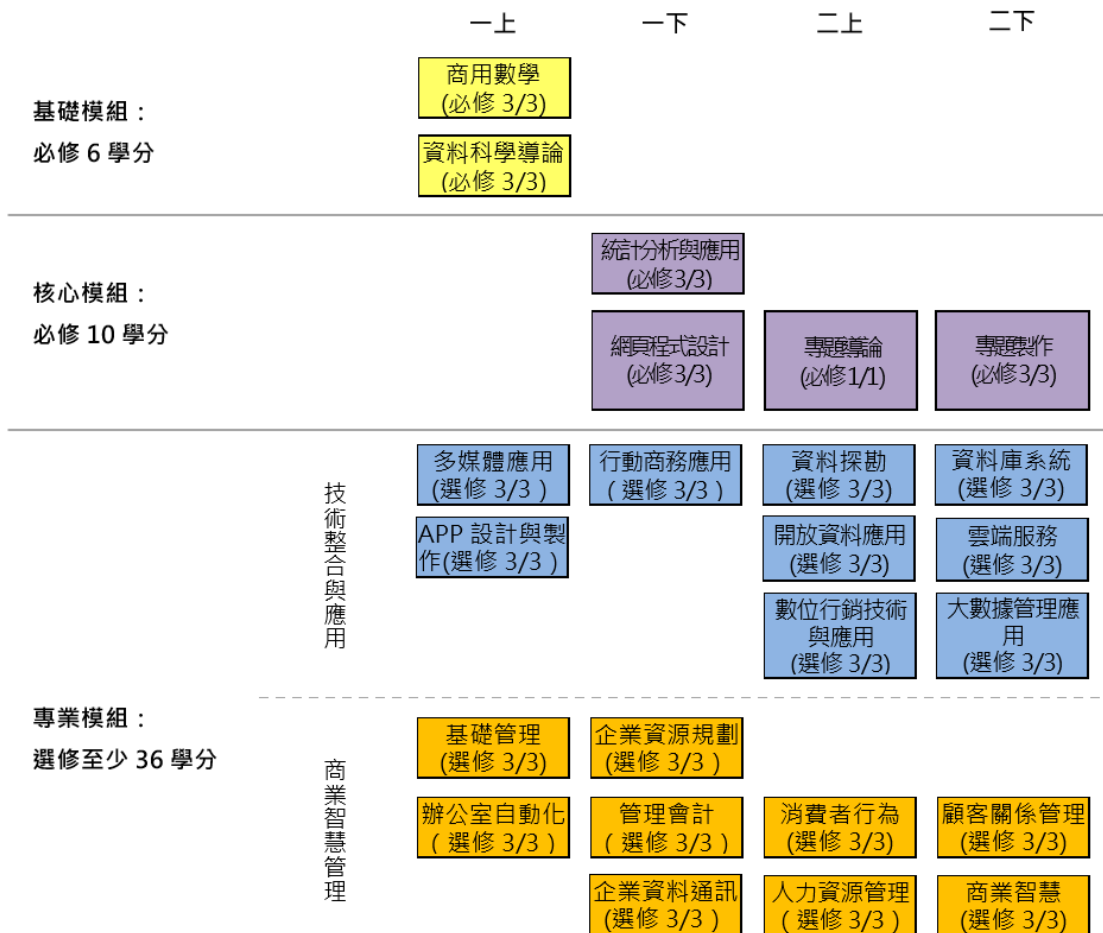 一上 一下 二上 二下
基礎模組：
必修 6 學分
商用數學
(必修 3/3)
資料科學導論
(必修 3/3)
核心模組：
必修 10 學分
統計分析與應用
(必修3/3)
網頁程式設計
(必修3/3)
專題導論
(必修1/1)
專題製作
(必修3/3)
專業模組：
選修至少 36 學分
技術整合與應用
多媒體應用
(選修 3/3 )
APP 設計與製
作(選修 3/3 )
行動商務應用
( 選修 3/3 )
資料探勘
(選修 3/3)
開放資料應用
(選修 3/3)
數位行銷技術
與應用
(選修 3/3)
資料庫系統
(選修 3/3)
雲端服務
(選修 3/3)
大數據管理應
用
(選修 3/3)
商業智慧管理
基礎管理
(選修 3/3)
辦公室自動化
( 選修 3/3 )
企業資源規劃
(選修 3/3 )
管理會計
( 選修 3/3 )
企業資料通訊
(選修 3/3 )
消費者行為
(選修 3/3)
人力資源管理
( 選修 3/3 )
顧客關係管理
(選修 3/3)
商業智慧
(選修 3/3)